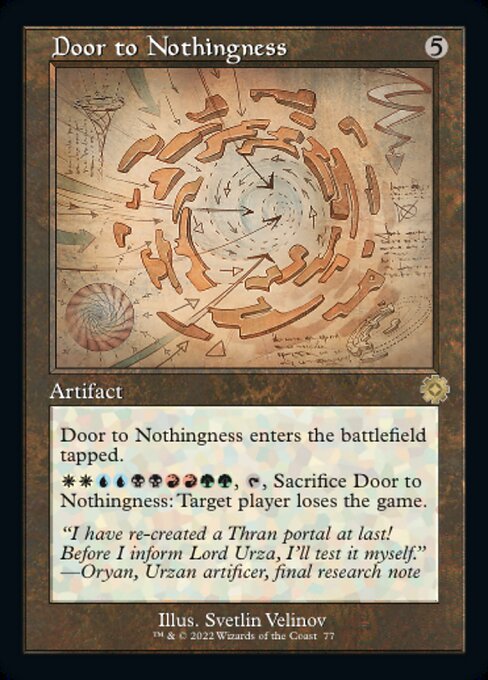 Door to Nothingness 5
Artifact
Door to Nothingness enters the battlefield
tapped.
, , Sacrifice Door to
Nothingness: Target player loses the game.
“I have re-created a Thran portal at last!
Before I inform Lord Urza, I’ll test it myself.”
—Oryan, Urzan artificer, final research note
Illus. Svetlin Velinov
™ & © 2022 Wizards of the Coast 77